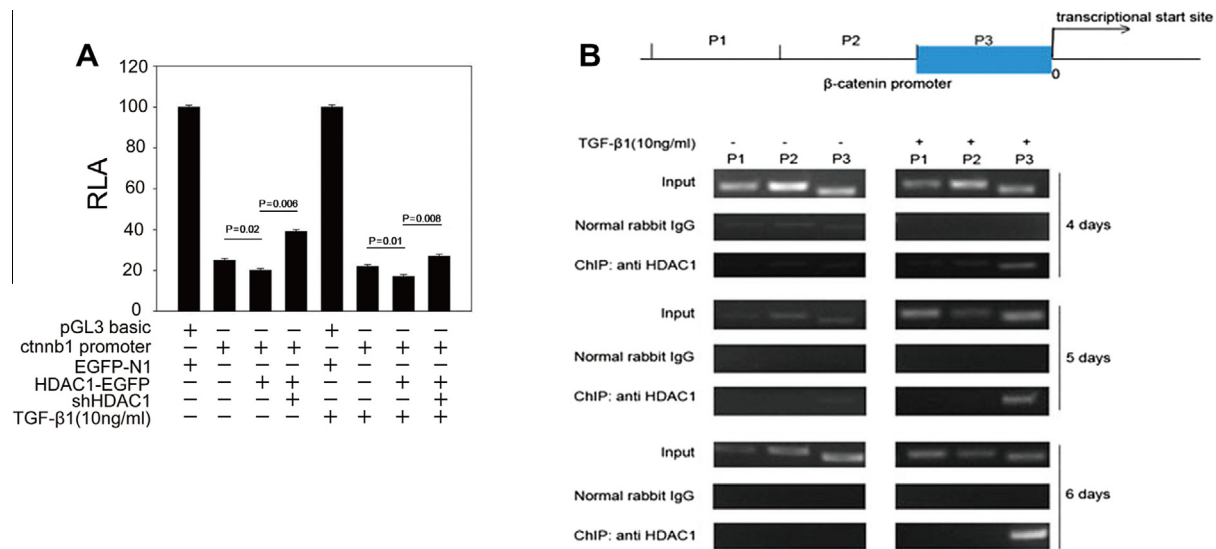 A
RLA
120
100
80
60
40
20
0
P=0.02
P=0.006
P=0.01
P=0.008
pGL3 basic + – – – + – – –
ctnnb1 promoter – + + + – + + +
EGFP-N1 + – – – + – – –
HDAC1-EGFP – – + + – – + +
shHDAC1 – – – + – – – +
TGF-β1(10ng/ml) – – – – + + + +
B
transcriptional start site
P1 P2 P3
0
β-catenin promoter
TGF-β1(10ng/ml) - - - + + +
P1 P2 P3 P1 P2 P3
Input
Normal rabbit IgG
4 days
ChIP: anti HDAC1
Input
Normal rabbit IgG
5 days
ChIP: anti HDAC1
Input
Normal rabbit IgG
6 days
ChIP: anti HDAC1